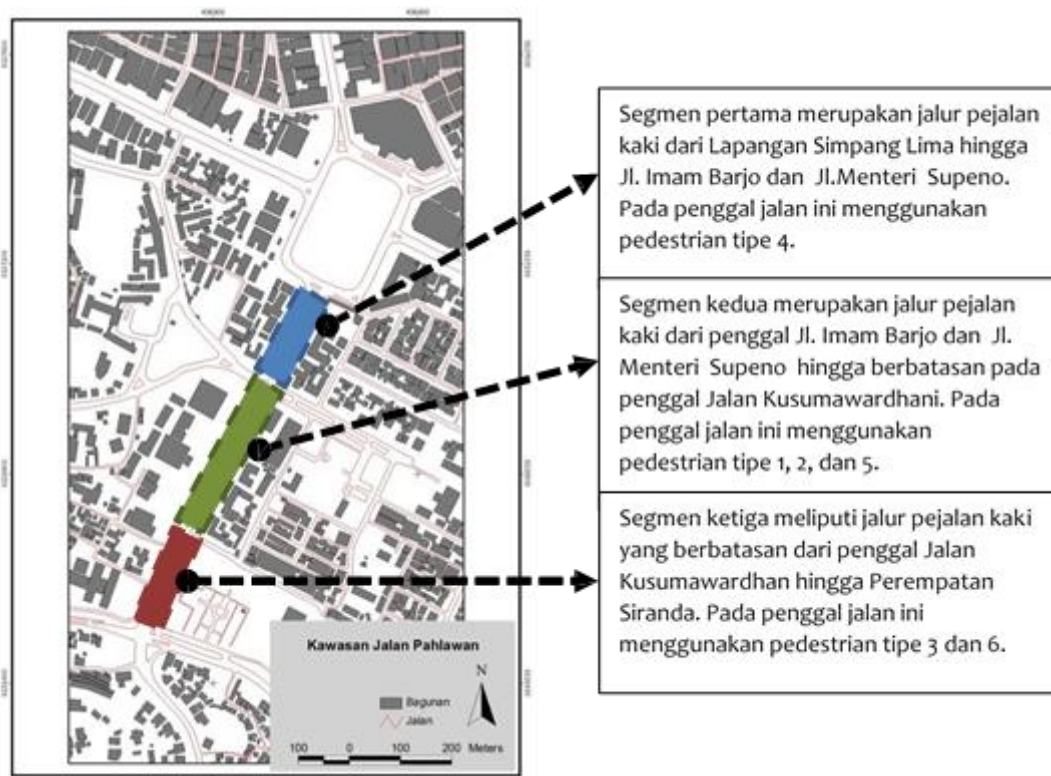 Segmen pertama merupakan jalur pejalan
kaki dari Lapangan Simpang Lima hingga
Jl. Imam Barjo dan Jl.Menteri Supeno.
Pada penggal jalan ini menggunakan
pedestrian tipe 4.
Segmen kedua merupakan jalur pejalan
kaki dari penggal Jl. Imam Barjo dan Jl.
Menteri Supeno hingga berbatasan pada
penggal Jalan Kusumawardhani. Pada
penggal jalan ini menggunakan
pedestrian tipe 1, 2, dan 5.
Segmen ketiga meliputi jalur pejalan kaki
yang berbatasan dari penggal Jalan
Kusumawardhan hingga Perempatan
Siranda. Pada penggal jalan ini
menggunakan pedestrian tipe 3 dan 6.
Kawasan Jalan Pahlawan
N
Bagunan
Jalan
100 0 100 200 Meters